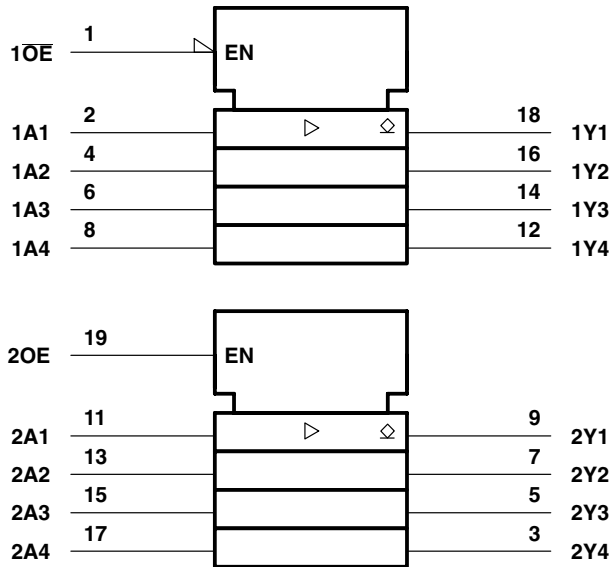 1
1O̅E̅ EN
2 18
1A1 1Y1
4 16
1A2 1Y2
6 14
1A3 1Y3
8 12
1A4 1Y4
19
2OE EN
11 9
2A1 2Y1
13 7
2A2 2Y2
15 5
2A3 2Y3
17 3
2A4 2Y4